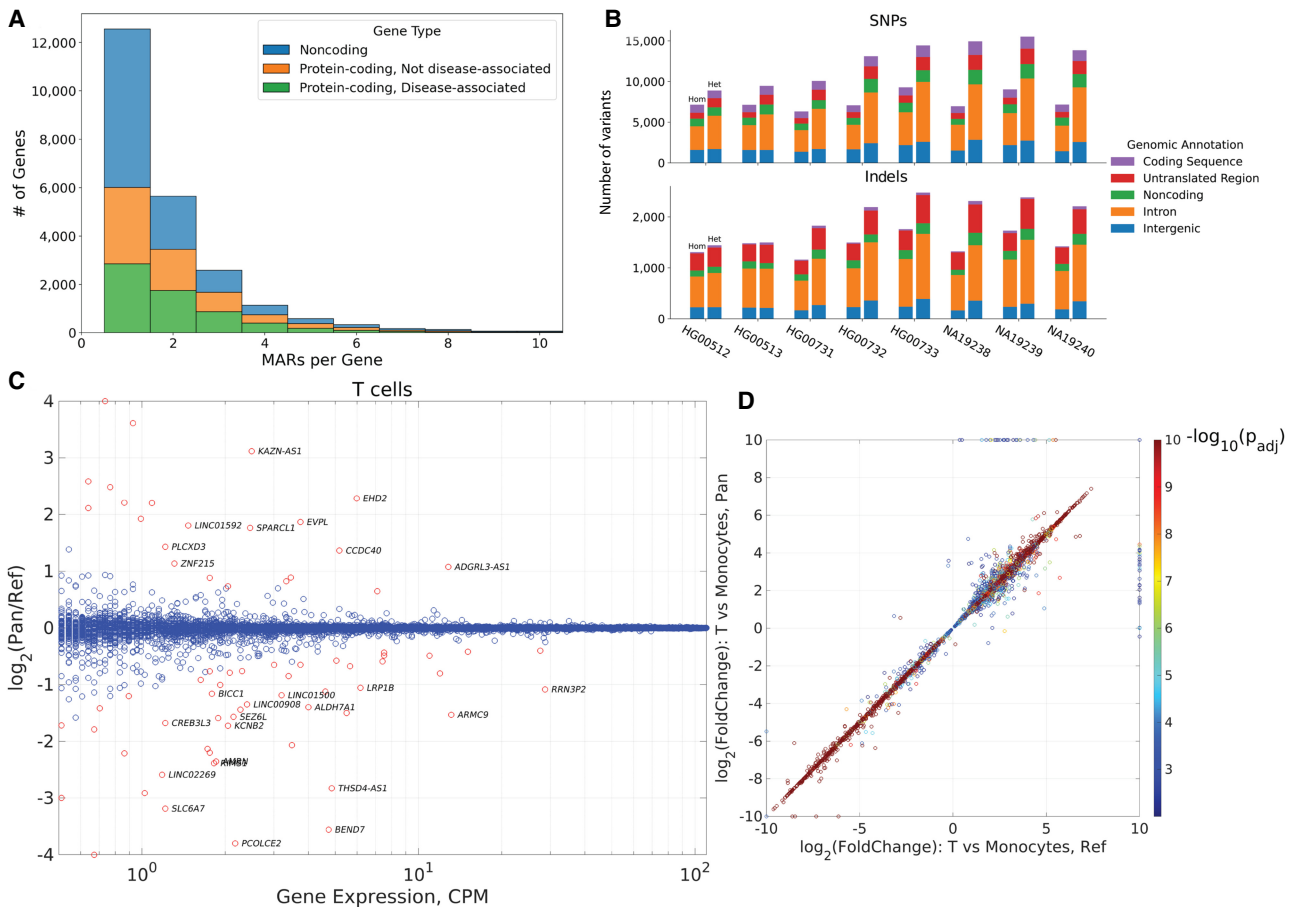 A
Gene Type
Noncoding
Protein-coding, Not disease-associated
Protein-coding, Disease-associated
12,000
10,000
8,000
6,000
4,000
2,000
0
# of Genes
0 2 4 6 8 10
MARs per Gene
B
SNPs
15,000
10,000
5,000
0
Hom Het
Number of variants
Indels
2,000
1,000
0
Hom Het
HG00512 HG00513 HG00731 HG00732 HG00733 NA19238 NA19239 NA19240
Genomic Annotation
Coding Sequence
Untranslated Region
Noncoding
Intron
Intergenic
C
T cells
4
3
2
1
0
-1
-2
-3
-4
log2(Pan/Ref)
KAZN-AS1
EHD2
LINC01592
SPARCL1
EVPL
PLCXD3
CCDC40
ZNF215
ADGRL3-AS1
BICC1
LINC01500
LRP1B
RRN3P2
LINC00908
ALDH7A1
CREB3L3
SEZ6L
ARMC9
KCNB2
LINC02269
THSD4-AS1
SLC6A7
BEND7
PCOLCE2
10^0 10^1 10^2
Gene Expression, CPM
D
10
8
6
4
2
0
-2
-4
-6
-8
-10
log2(FoldChange): T vs Monocytes, Pan
-10 -5 0 5 10
log2(FoldChange): T vs Monocytes, Ref
-log10(padj)
10
9
8
7
6
5
4
3